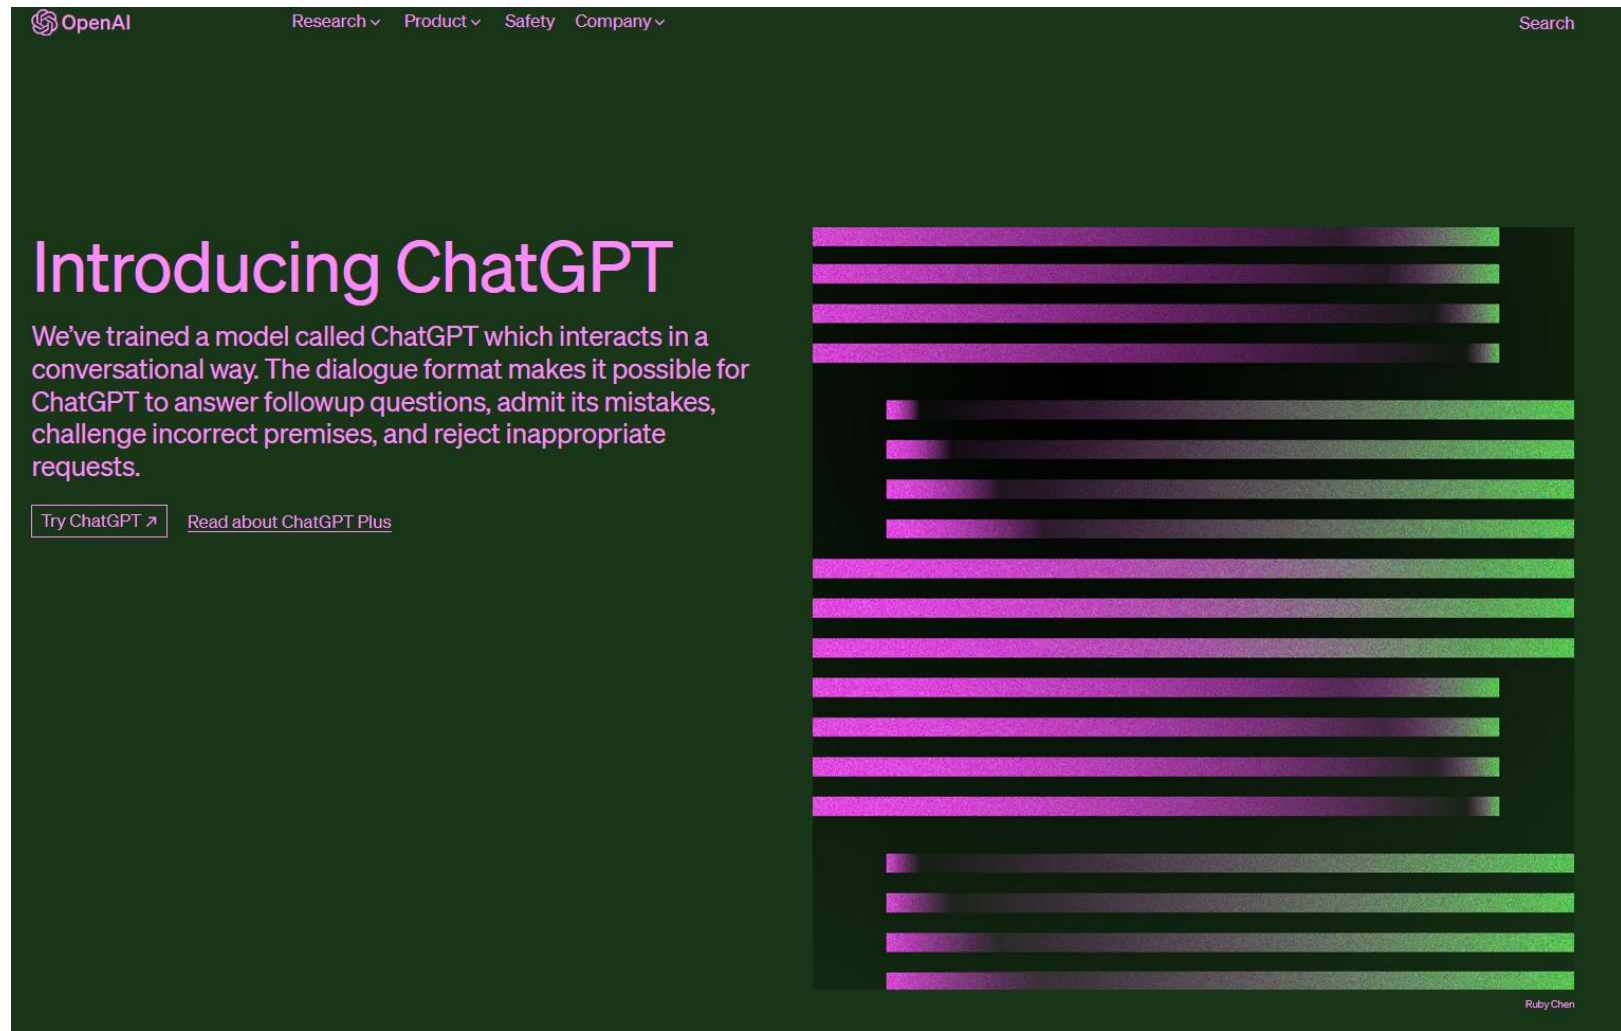 OpenAI
Research
Product
Safety
Company
Search
Introducing ChatGPT
We’ve trained a model called ChatGPT which interacts in a
conversational way. The dialogue format makes it possible for
ChatGPT to answer followup questions, admit its mistakes,
challenge incorrect premises, and reject inappropriate
requests.
Try ChatGPT ↗
Read about ChatGPT Plus
Ruby Chen